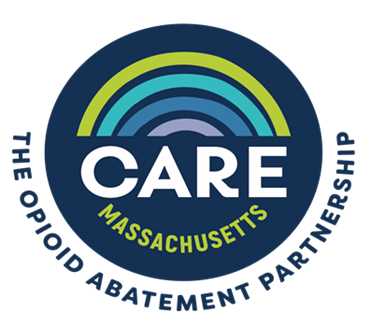 CARE
MASSACHUSETTS
THE OPIOID ABATEMENT PARTNERSHIP